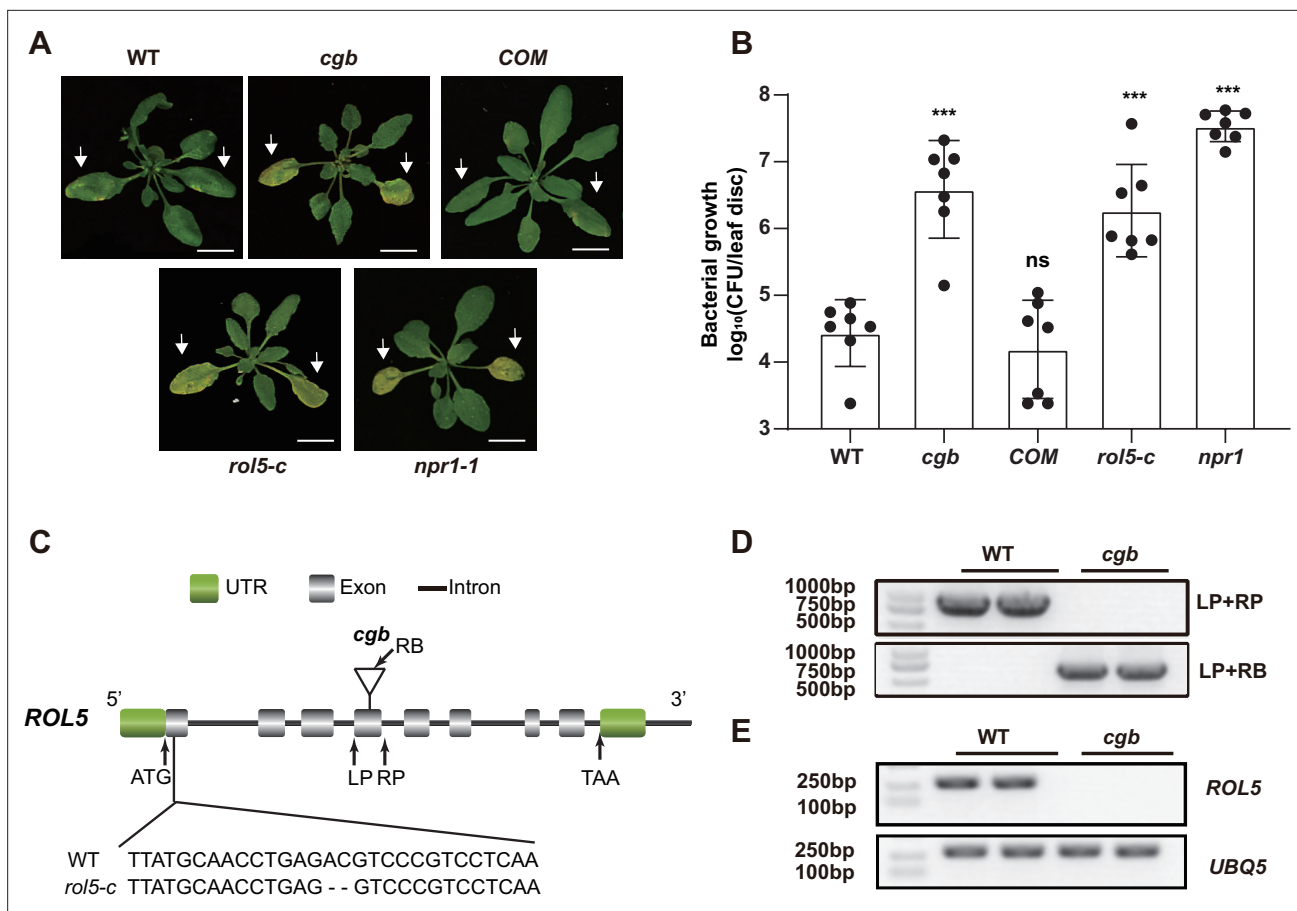 A
WT
cgb
COM
rol5-c
npr1-1
B
Bacterial growth
log₁₀(CFU/leaf disc)
8
7
6
5
4
3
***
ns
***
***
WT
cgb
COM
rol5-c
npr1
C
UTR
Exon
Intron
cgb
RB
5’
3’
ROL5
ATG
LP
RP
TAA
WT TTATGCAACCTGAGACGTCCCGTCCTCAA
rol5-c TTATGCAACCTGAG - - GTCCCGTCCTCAA
D
WT
cgb
1000bp
750bp
500bp
LP+RP
1000bp
750bp
500bp
LP+RB
E
WT
cgb
250bp
100bp
ROL5
250bp
100bp
UBQ5